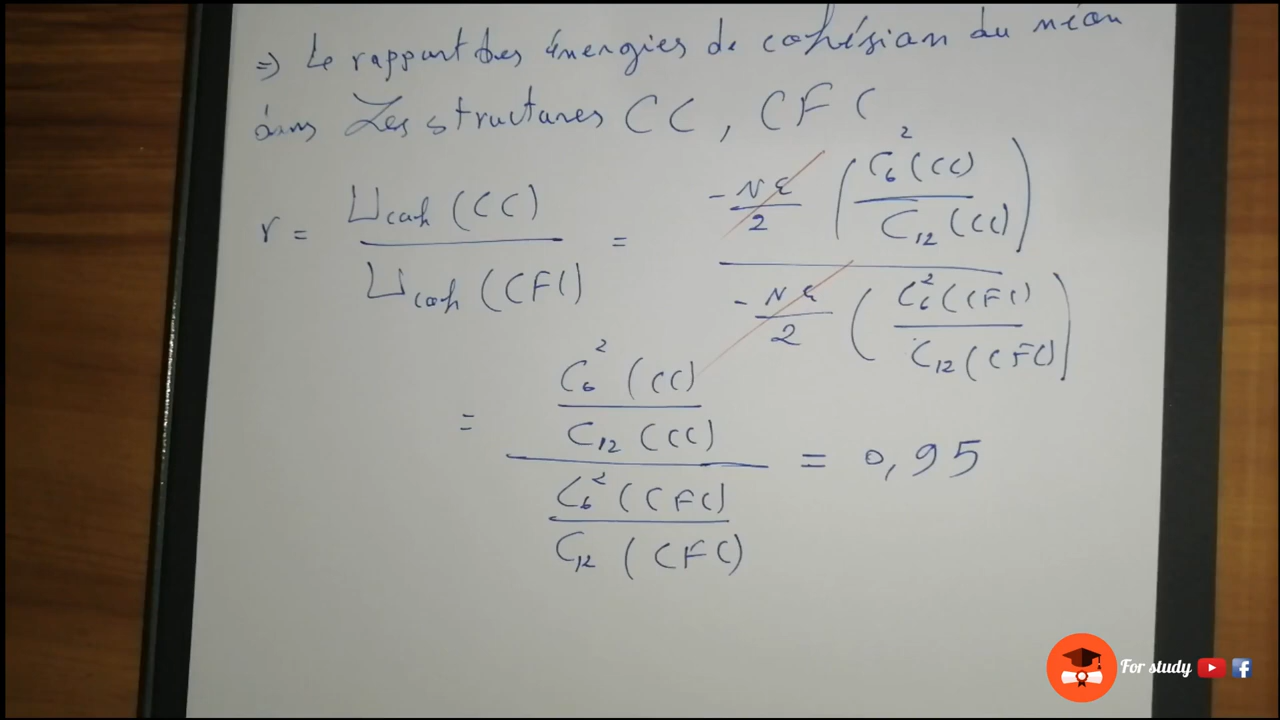 => Le rapport des énergies de cohésion du néon
dans Les structures CC, CFC
r = Ucoh (CC) / Ucoh (CFC) = -Nε/2 (C₆²(CC) / C₁₂(CC)) / -Nε/2 (C₆²(CFC) / C₁₂(CFC))
= C₆²(CC) / C₁₂(CC) / C₆²(CFC) / C₁₂(CFC) = 0,95
For study